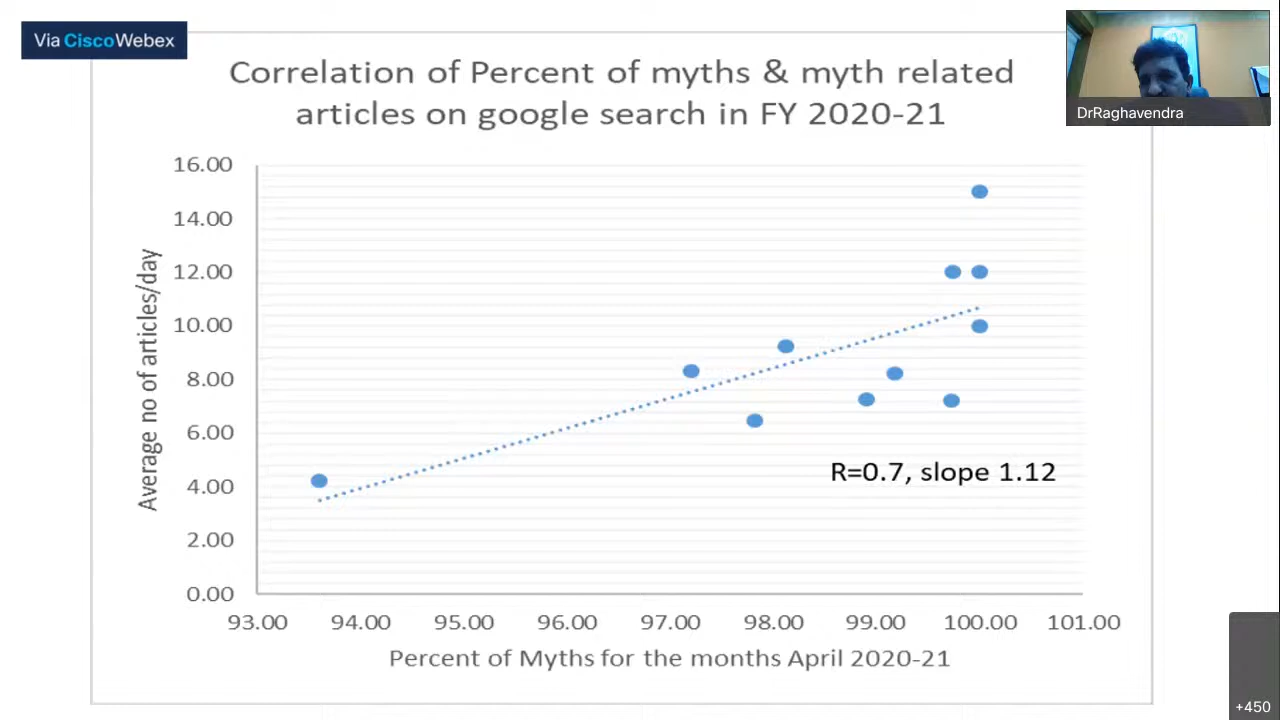 Via CiscoWebex
DrRaghavendra
Correlation of Percent of myths & myth related
articles on google search in FY 2020-21
Average no of articles/day
16.00
14.00
12.00
10.00
8.00
6.00
4.00
2.00
0.00
R=0.7, slope 1.12
93.00 94.00 95.00 96.00 97.00 98.00 99.00 100.00 101.00
Percent of Myths for the months April 2020-21
+450